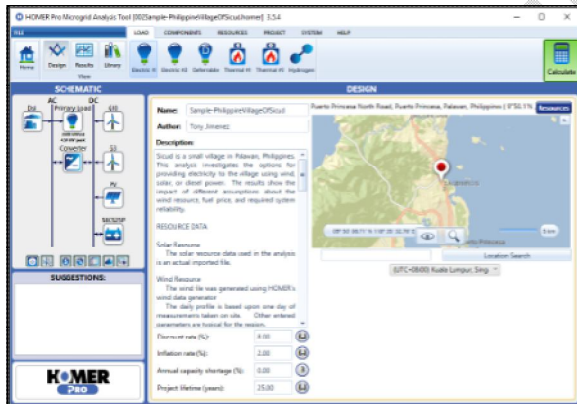 HOMER Pro Microgrid Analysis Tool [002Sample-PhilippineVillageOfSicud.homer] 3.5.4
FILE
LOAD COMPONENTS RESOURCES PROJECT SYSTEM HELP
Home Design Results Library
View
Electric #1 Electric #2 Deferrable Thermal #1 Thermal #2 Hydrogen
Calculate
SCHEMATIC
DESIGN
AC DC
Primary Load
Converter
PV
SUGGESTIONS:
HOMER
PRO
Name: Sample-PhilippineVillageOfSicud
Author: Tony Jimenez
Description:
Sicud is a small village in Palawan, Philippines.
This analysis investigates the options for
providing electricity to the village using wind,
solar, or diesel power. The results show the
impact of different assumptions about the
wind resource, fuel price, and required system
reliability.
RESOURCE DATA
Solar Resource
The solar resource data used in the analysis
is an actual imported file.
Wind Resource
The wind file was generated using HOMER's
wind data generator
The daily profile is based upon one day of
measurements taken on site. Other entered
parameters are typical for the region.
Discount rate (%): 8.00
Inflation rate (%): 2.00
Annual capacity shortage (%): 0.00
Project lifetime (years): 25.00
Puerto Princesa North Road, Puerto Princesa, Palawan, Philippines
Resources
Location Search
(UTC+08:00) Kuala Lumpur, Sing